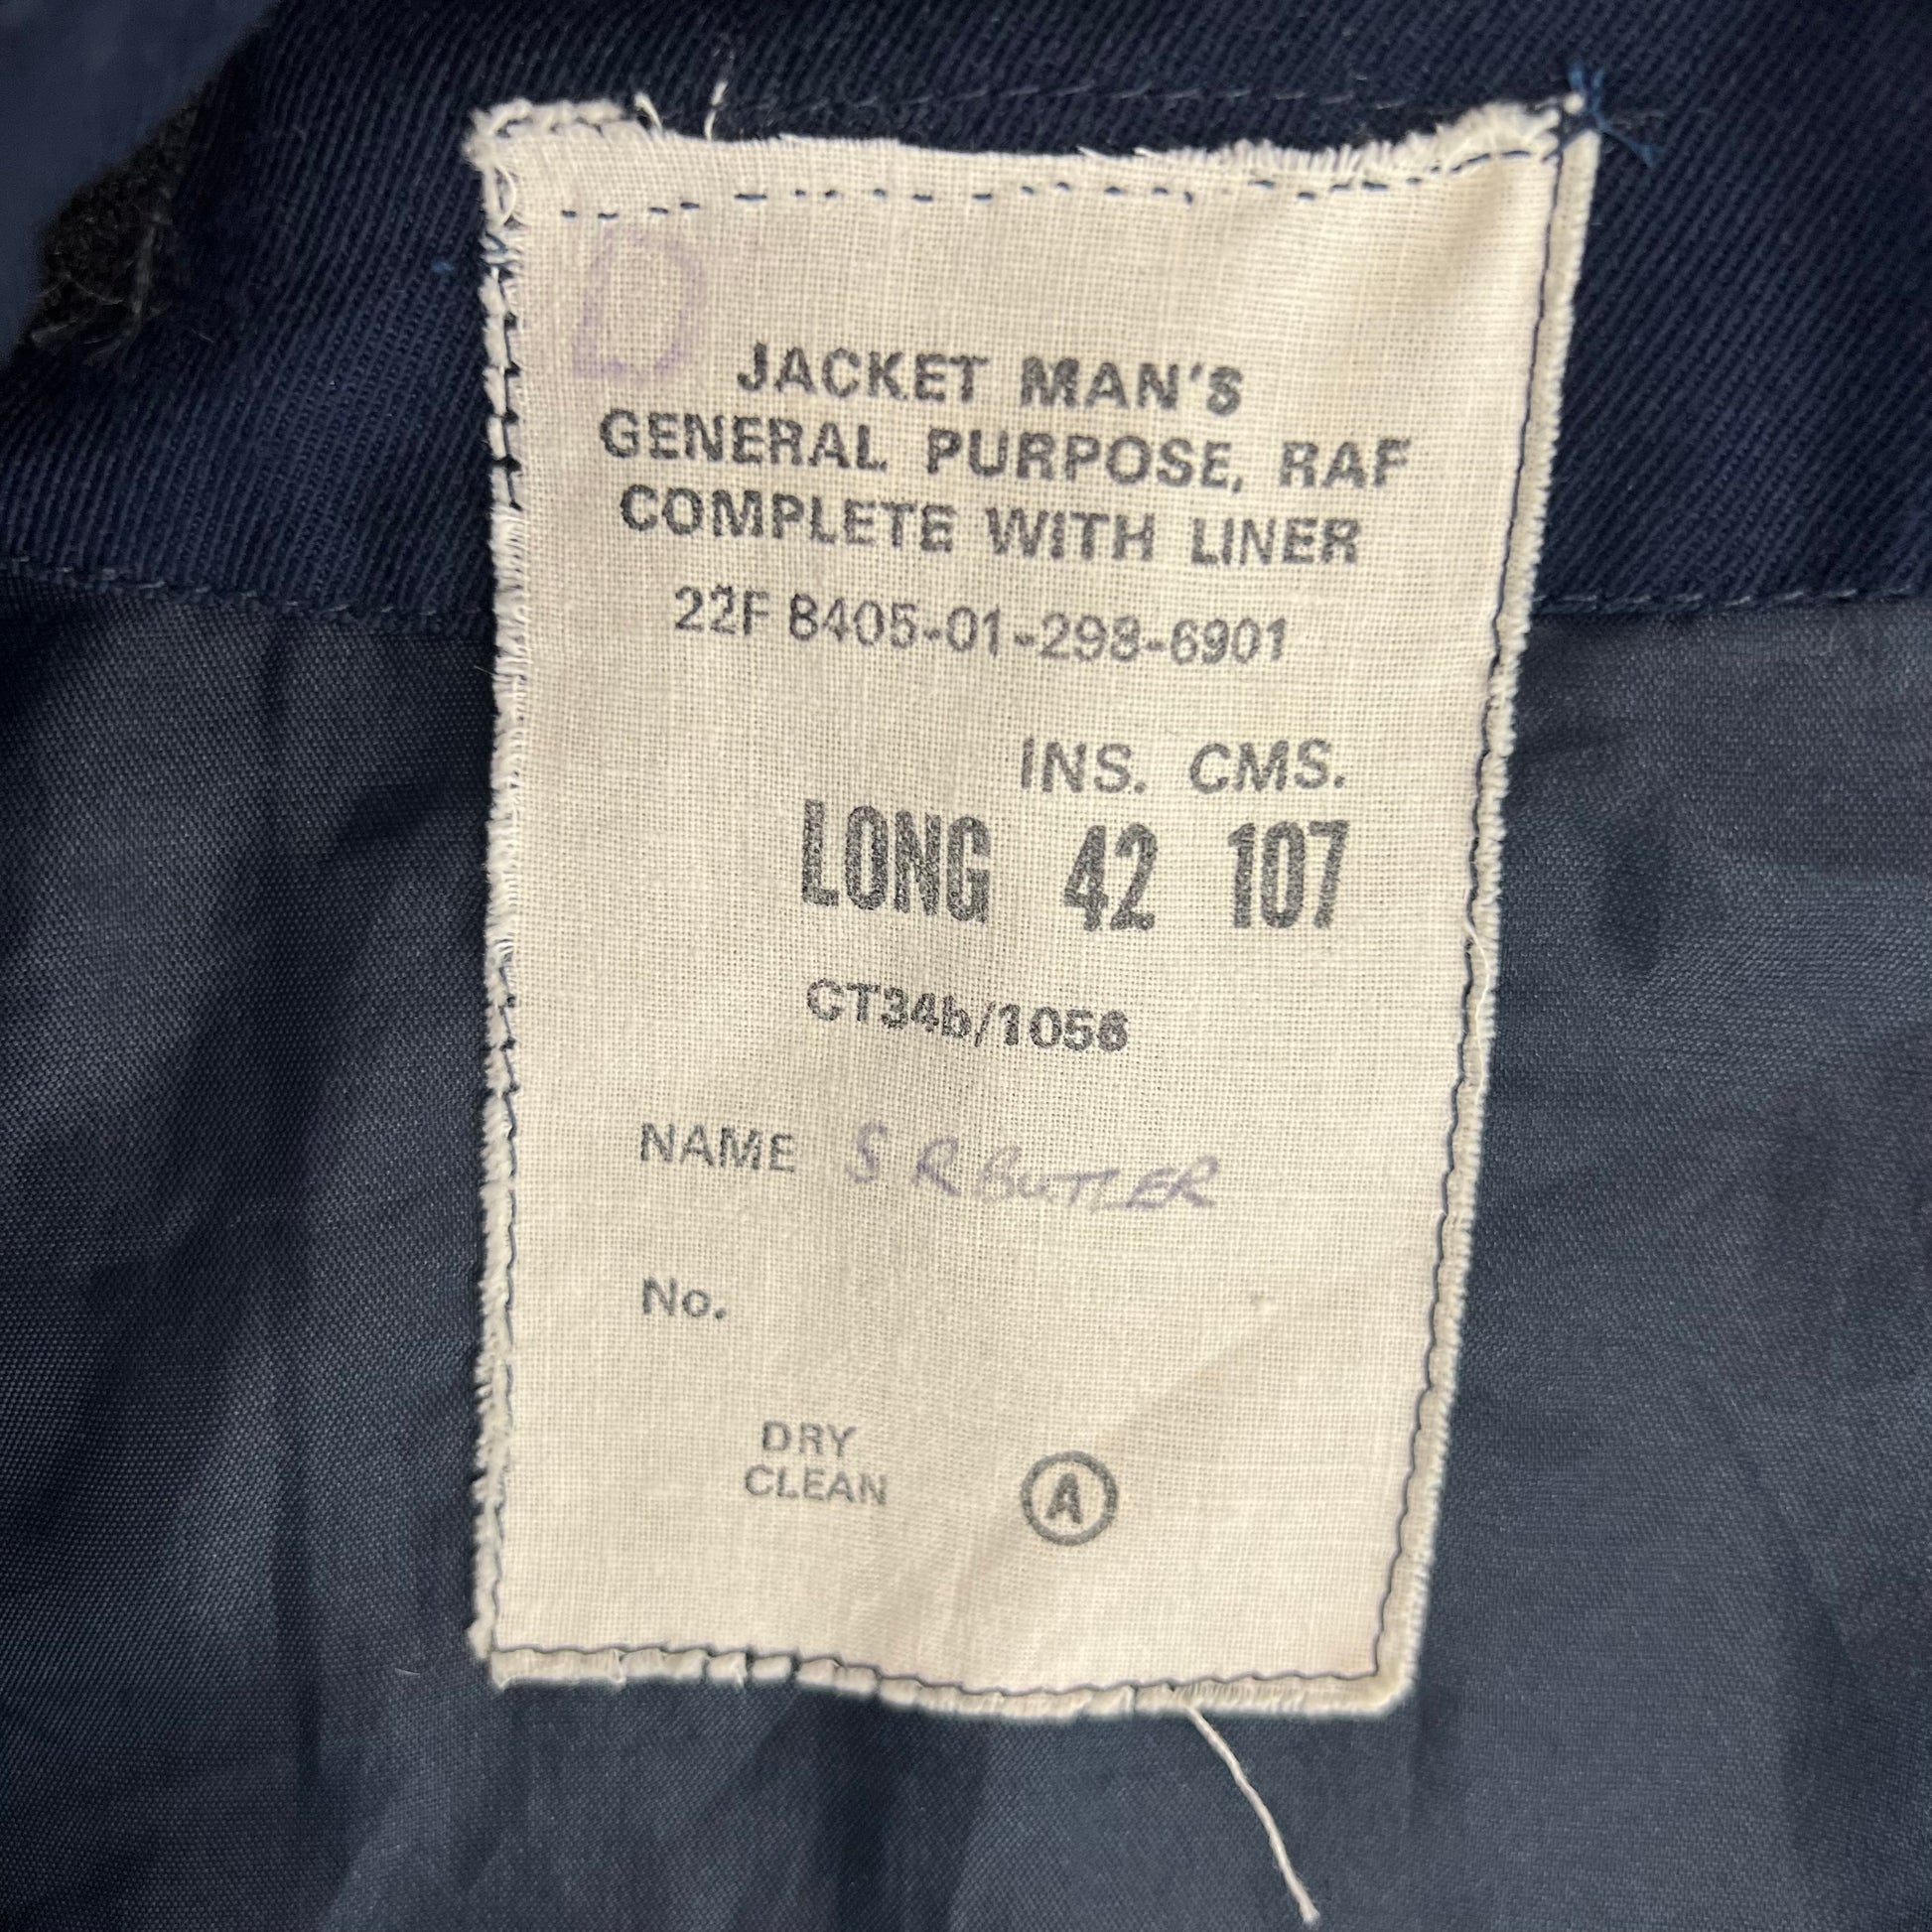 D
JACKET MAN'S
GENERAL PURPOSE, RAF
COMPLETE WITH LINER
22F 8405-01-298-6901
INS. CMS.
LONG 42 107
CT34b/1056
NAME S R BUTLER
No.
DRY
CLEAN
A